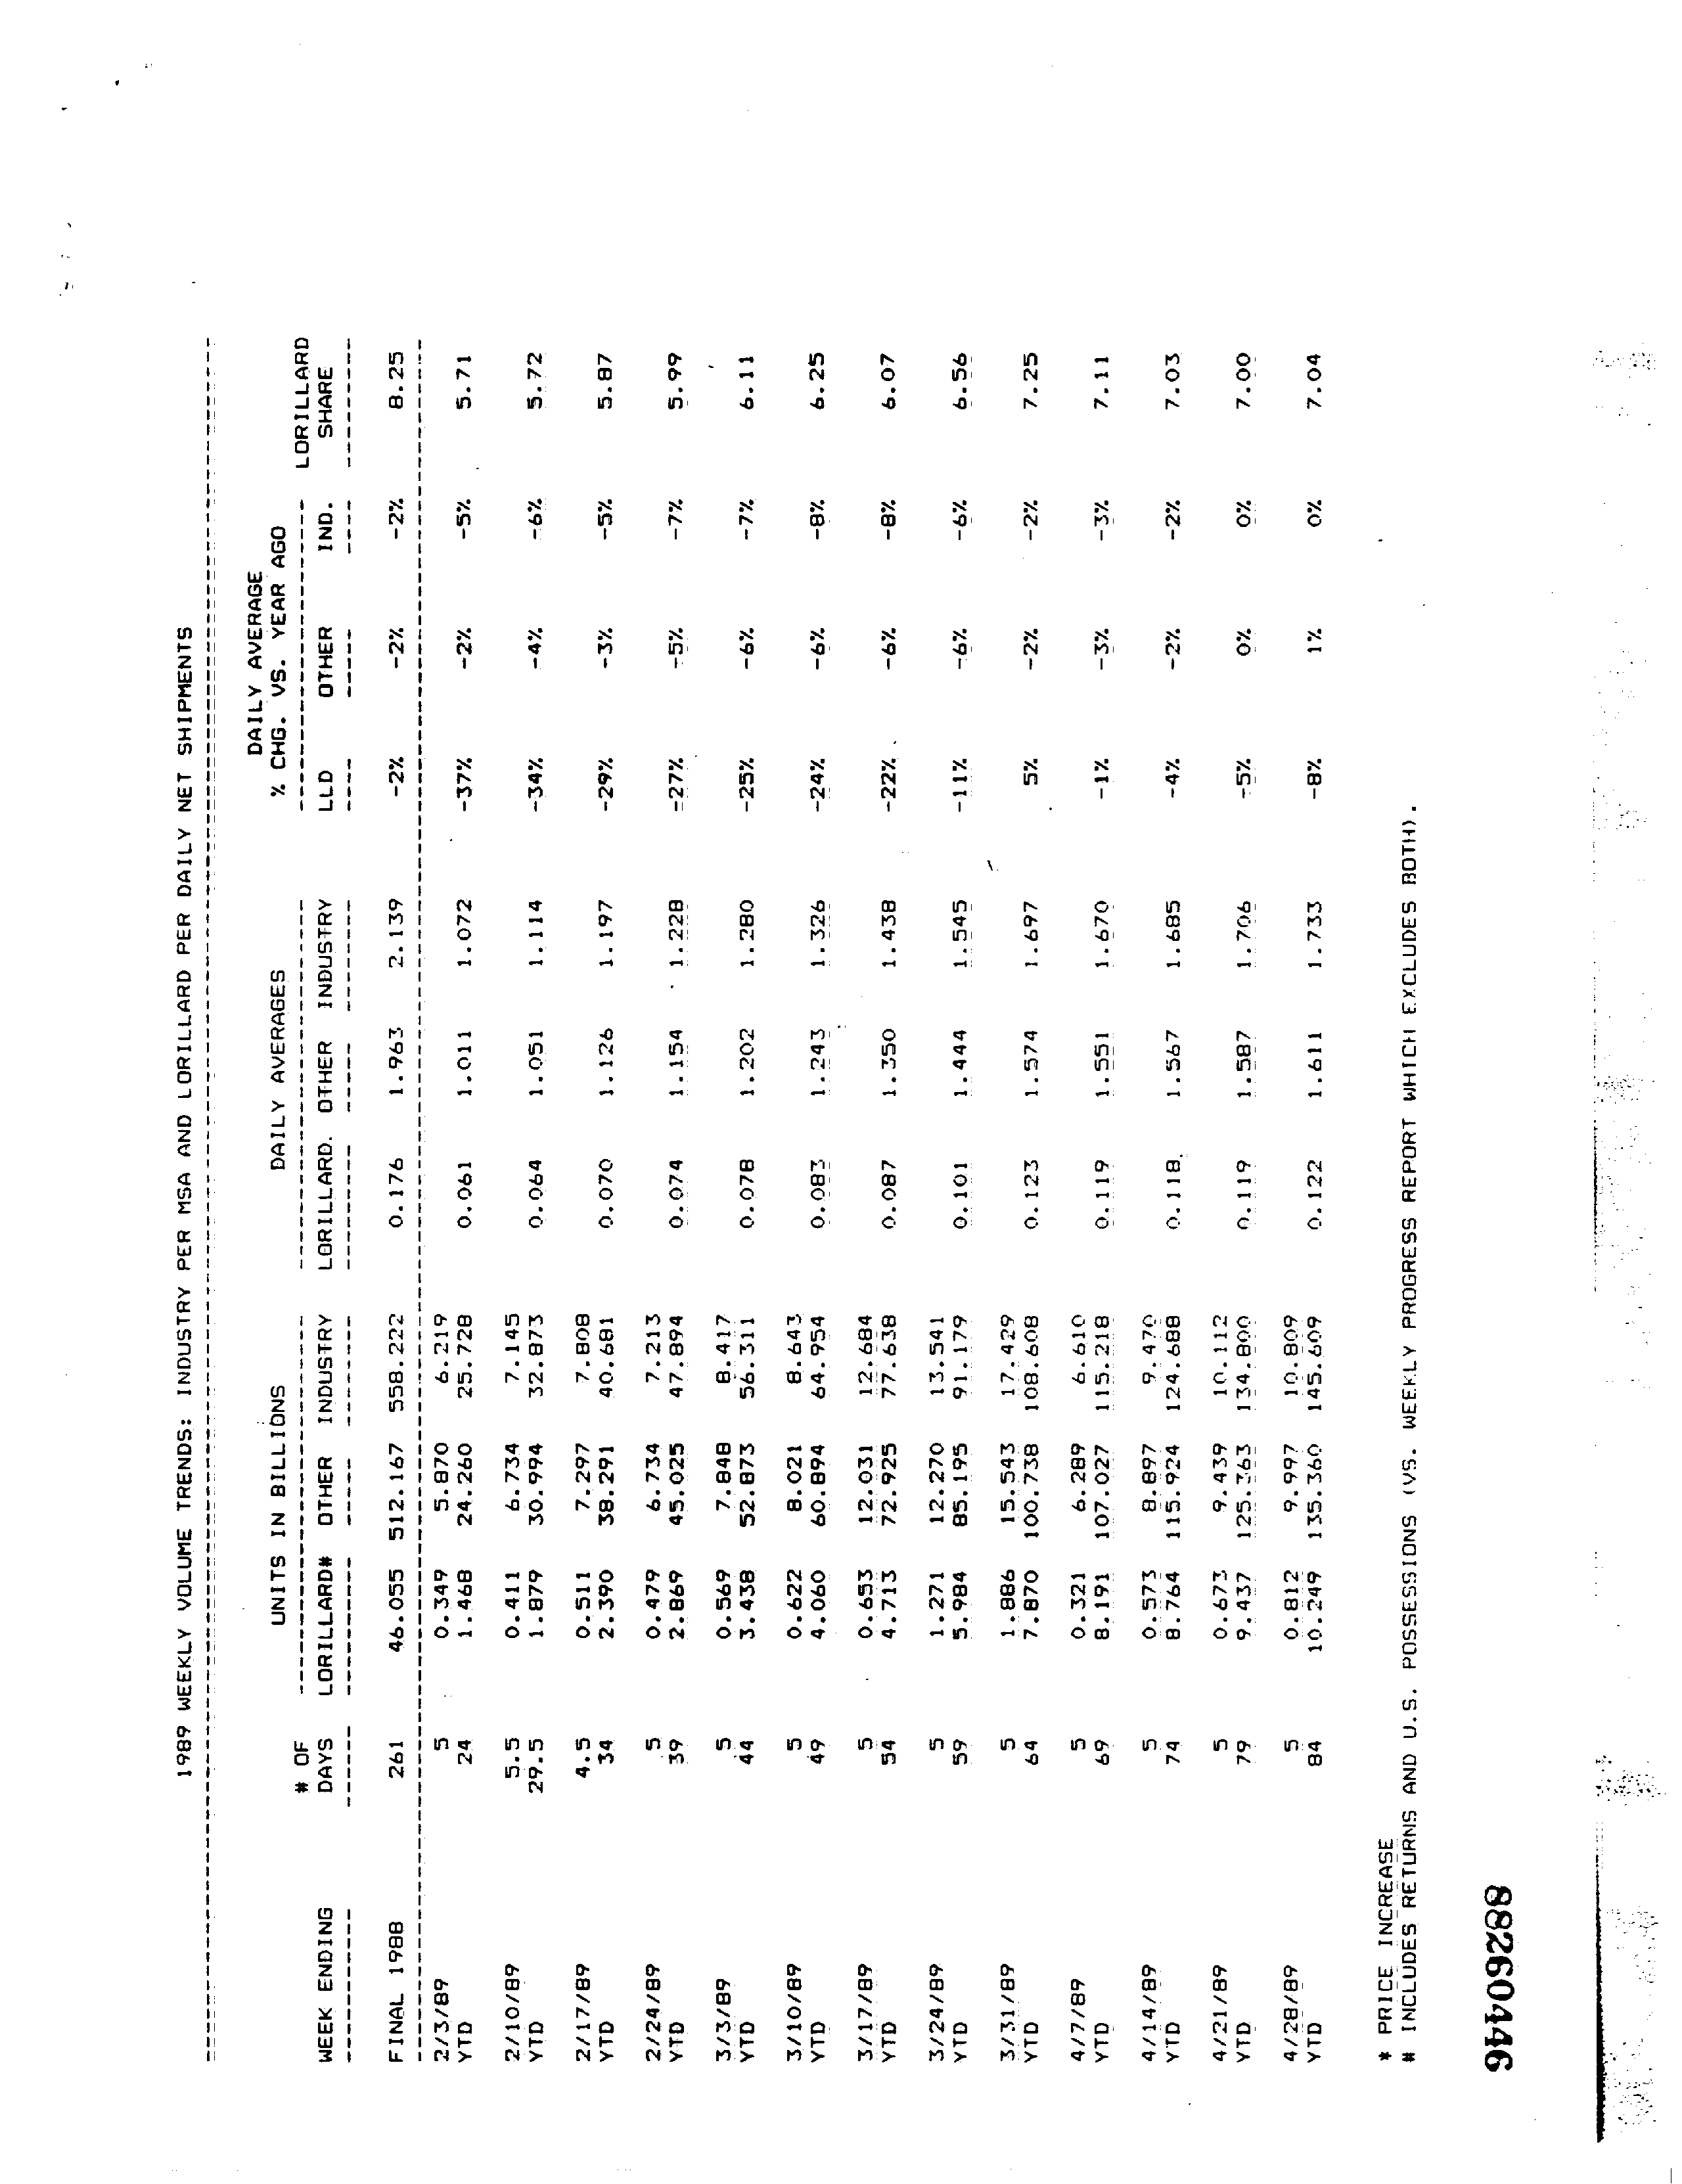 1989 WEEKLY VOLUME TRENDS: INDUSTRY PER MSA AND LORILLARD PER DAILY NET SHIPMENTS
DAILY AVERAGE
UNITS IN BILLIONS DAILY AVERAGES % CHG. VS. YEAR AGO
# OF LORILLARD
WEEK ENDING DAYS LORILLARD# OTHER INDUSTRY LORILLARD. OTHER INDUSTRY LLD OTHER IND. SHARE
FINAL 1988 261 46.055 512.167 558.222 0.176 1.963 2.139 -2% -2% -2% 8.25
2/3/89 5 0.349 5.870 6.219
YTD 24 1.468 24.260 25.728 0.061 1.011 1.072 -37% -2% -5% 5.71
2/10/89 5.5 0.411 6.734 7.145
YTD 29.5 1.879 30.994 32.873 0.064 1.051 1.114 -34% -4% -6% 5.72
2/17/89 4.5 0.511 7.297 7.808
YTD 34 2.390 38.291 40.681 0.070 1.126 1.197 -29% -3% -5% 5.87
2/24/89 5 0.479 6.734 7.213
YTD 39 2.869 45.025 47.894 0.074 1.154 1.228 -27% -5% -7% 5.99
3/3/89 5 0.569 7.848 8.417
YTD 44 3.438 52.873 56.311 0.078 1.202 1.280 -25% -6% -7% 6.11
3/10/89 5 0.622 8.021 8.643
YTD 49 4.060 60.894 64.954 0.083 1.243 1.326 -24% -6% -8% 6.25
3/17/89 5 0.653 12.031 12.684
YTD 54 4.713 72.925 77.638 0.087 1.350 1.438 -22% -6% -8% 6.07
3/24/89 5 1.271 12.270 13.541
YTD 59 5.984 85.195 91.179 0.101 1.444 1.545 -11% -6% -6% 6.56
3/31/89 5 1.886 15.543 17.429
YTD 64 7.870 100.738 108.608 0.123 1.574 1.697 5% -2% -2% 7.25
4/7/89 5 0.321 6.289 6.610
YTD 69 8.191 107.027 115.218 0.119 1.551 1.670 -1% -3% -3% 7.11
4/14/89 5 0.573 8.897 9.470
YTD 74 8.764 115.924 124.688 0.118 1.567 1.685 -4% -2% -2% 7.03
4/21/89 5 0.673 9.439 10.112
YTD 79 9.437 125.363 134.800 0.119 1.587 1.706 -5% 0% 0% 7.00
4/28/89 5 0.812 9.997 10.809
YTD 84 10.249 135.360 145.609 0.122 1.611 1.733 -8% 1% 0% 7.04
* PRICE INCREASE
# INCLUDES RETURNS AND U.S. POSSESSIONS (VS. WEEKLY PROGRESS REPORT WHICH EXCLUDES BOTH).
88260446